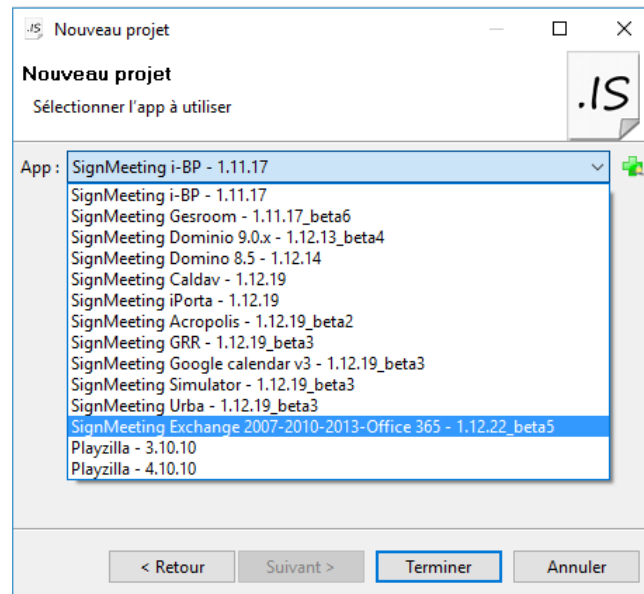 .IS Nouveau projet
Nouveau projet
Sélectionner l'app à utiliser
.IS
App : SignMeeting i-BP - 1.11.17
SignMeeting i-BP - 1.11.17
SignMeeting Gesroom - 1.11.17_beta6
SignMeeting Dominio 9.0.x - 1.12.13_beta4
SignMeeting Domino 8.5 - 1.12.14
SignMeeting Caldav - 1.12.19
SignMeeting iPorta - 1.12.19
SignMeeting Acropolis - 1.12.19_beta2
SignMeeting GRR - 1.12.19_beta3
SignMeeting Google calendar v3 - 1.12.19_beta3
SignMeeting Simulator - 1.12.19_beta3
SignMeeting Urba - 1.12.19_beta3
SignMeeting Exchange 2007-2010-2013-Office 365 - 1.12.22_beta5
Playzilla - 3.10.10
Playzilla - 4.10.10
< Retour Suivant > Terminer Annuler